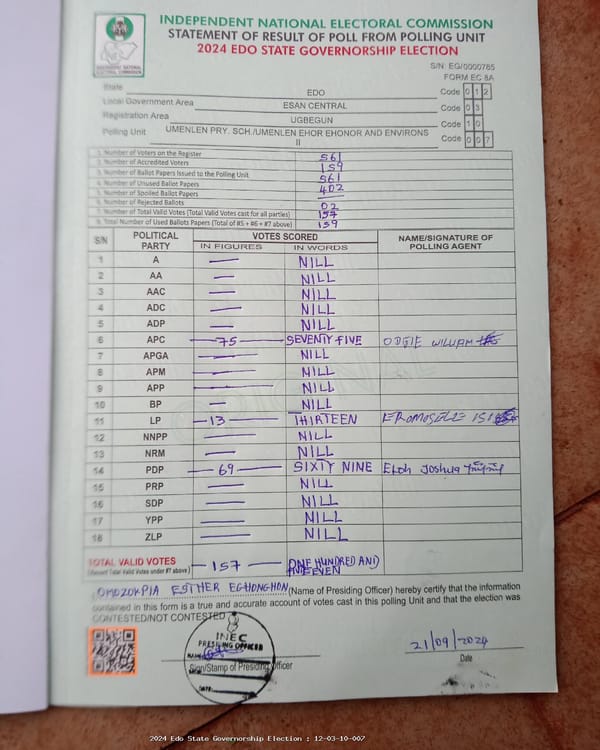 INDEPENDENT NATIONAL ELECTORAL COMMISSION
STATEMENT OF RESULT OF POLL FROM POLLING UNIT
2024 EDO STATE GOVERNORSHIP ELECTION
S/N: EG/0000785
FORM EC 8A
State EDO Code 0 1 2
Local Government Area ESAN CENTRAL Code 0 3
Registration Area UGBEGUN Code 1 0
Polling Unit UMENLEN PRY. SCH./UMENLEN EHOR EHONOR AND ENVIRONS II Code 0 0 7
1. Number of Voters on the Register 561
2. Number of Accredited Voters 159
3. Number of Ballot Papers Issued to the Polling Unit 561
4. Number of Unused Ballot Papers 402
5. Number of Spoiled Ballot Papers —
6. Number of Rejected Ballots 02
7. Number of Total Valid Votes (Total Valid Votes cast for all parties) 157
8. Total Number of Used Ballots Papers (Total of #5 + #6 + #7 above) 159
S/N POLITICAL PARTY VOTES SCORED NAME/SIGNATURE OF POLLING AGENT
IN FIGURES IN WORDS
1 A — NILL
2 AA — NILL
3 AAC — NILL
4 ADC — NILL
5 ADP — NILL
6 APC —75— SEVENTY FIVE ODGIE WILLIAM
7 APGA — NILL
8 APM — NILL
9 APP — NILL
10 BP — NILL
11 LP —13— THIRTEEN EROMOSELE ISI
12 NNPP — NILL
13 NRM — NILL
14 PDP —69— SIXTY NINE Ekoh Joshua
15 PRP — NILL
16 SDP — NILL
17 YPP — NILL
18 ZLP — NILL
TOTAL VALID VOTES —157— ONE HUNDRED AND
(Amount Total Valid Votes under #7 above)
OMOZOKPIA ESTHER EGHONGHON (Name of Presiding Officer) hereby certify that the information
contained in this form is a true and accurate account of votes cast in this polling Unit and that the election was
CONTESTED/NOT CONTESTED
INEC
PRESIDING OFFICER
NAME
SIGN
DATE
Sign/Stamp of Presiding Officer
21/09/2024
Date
2024 Edo State Governorship Election : 12-03-10-007